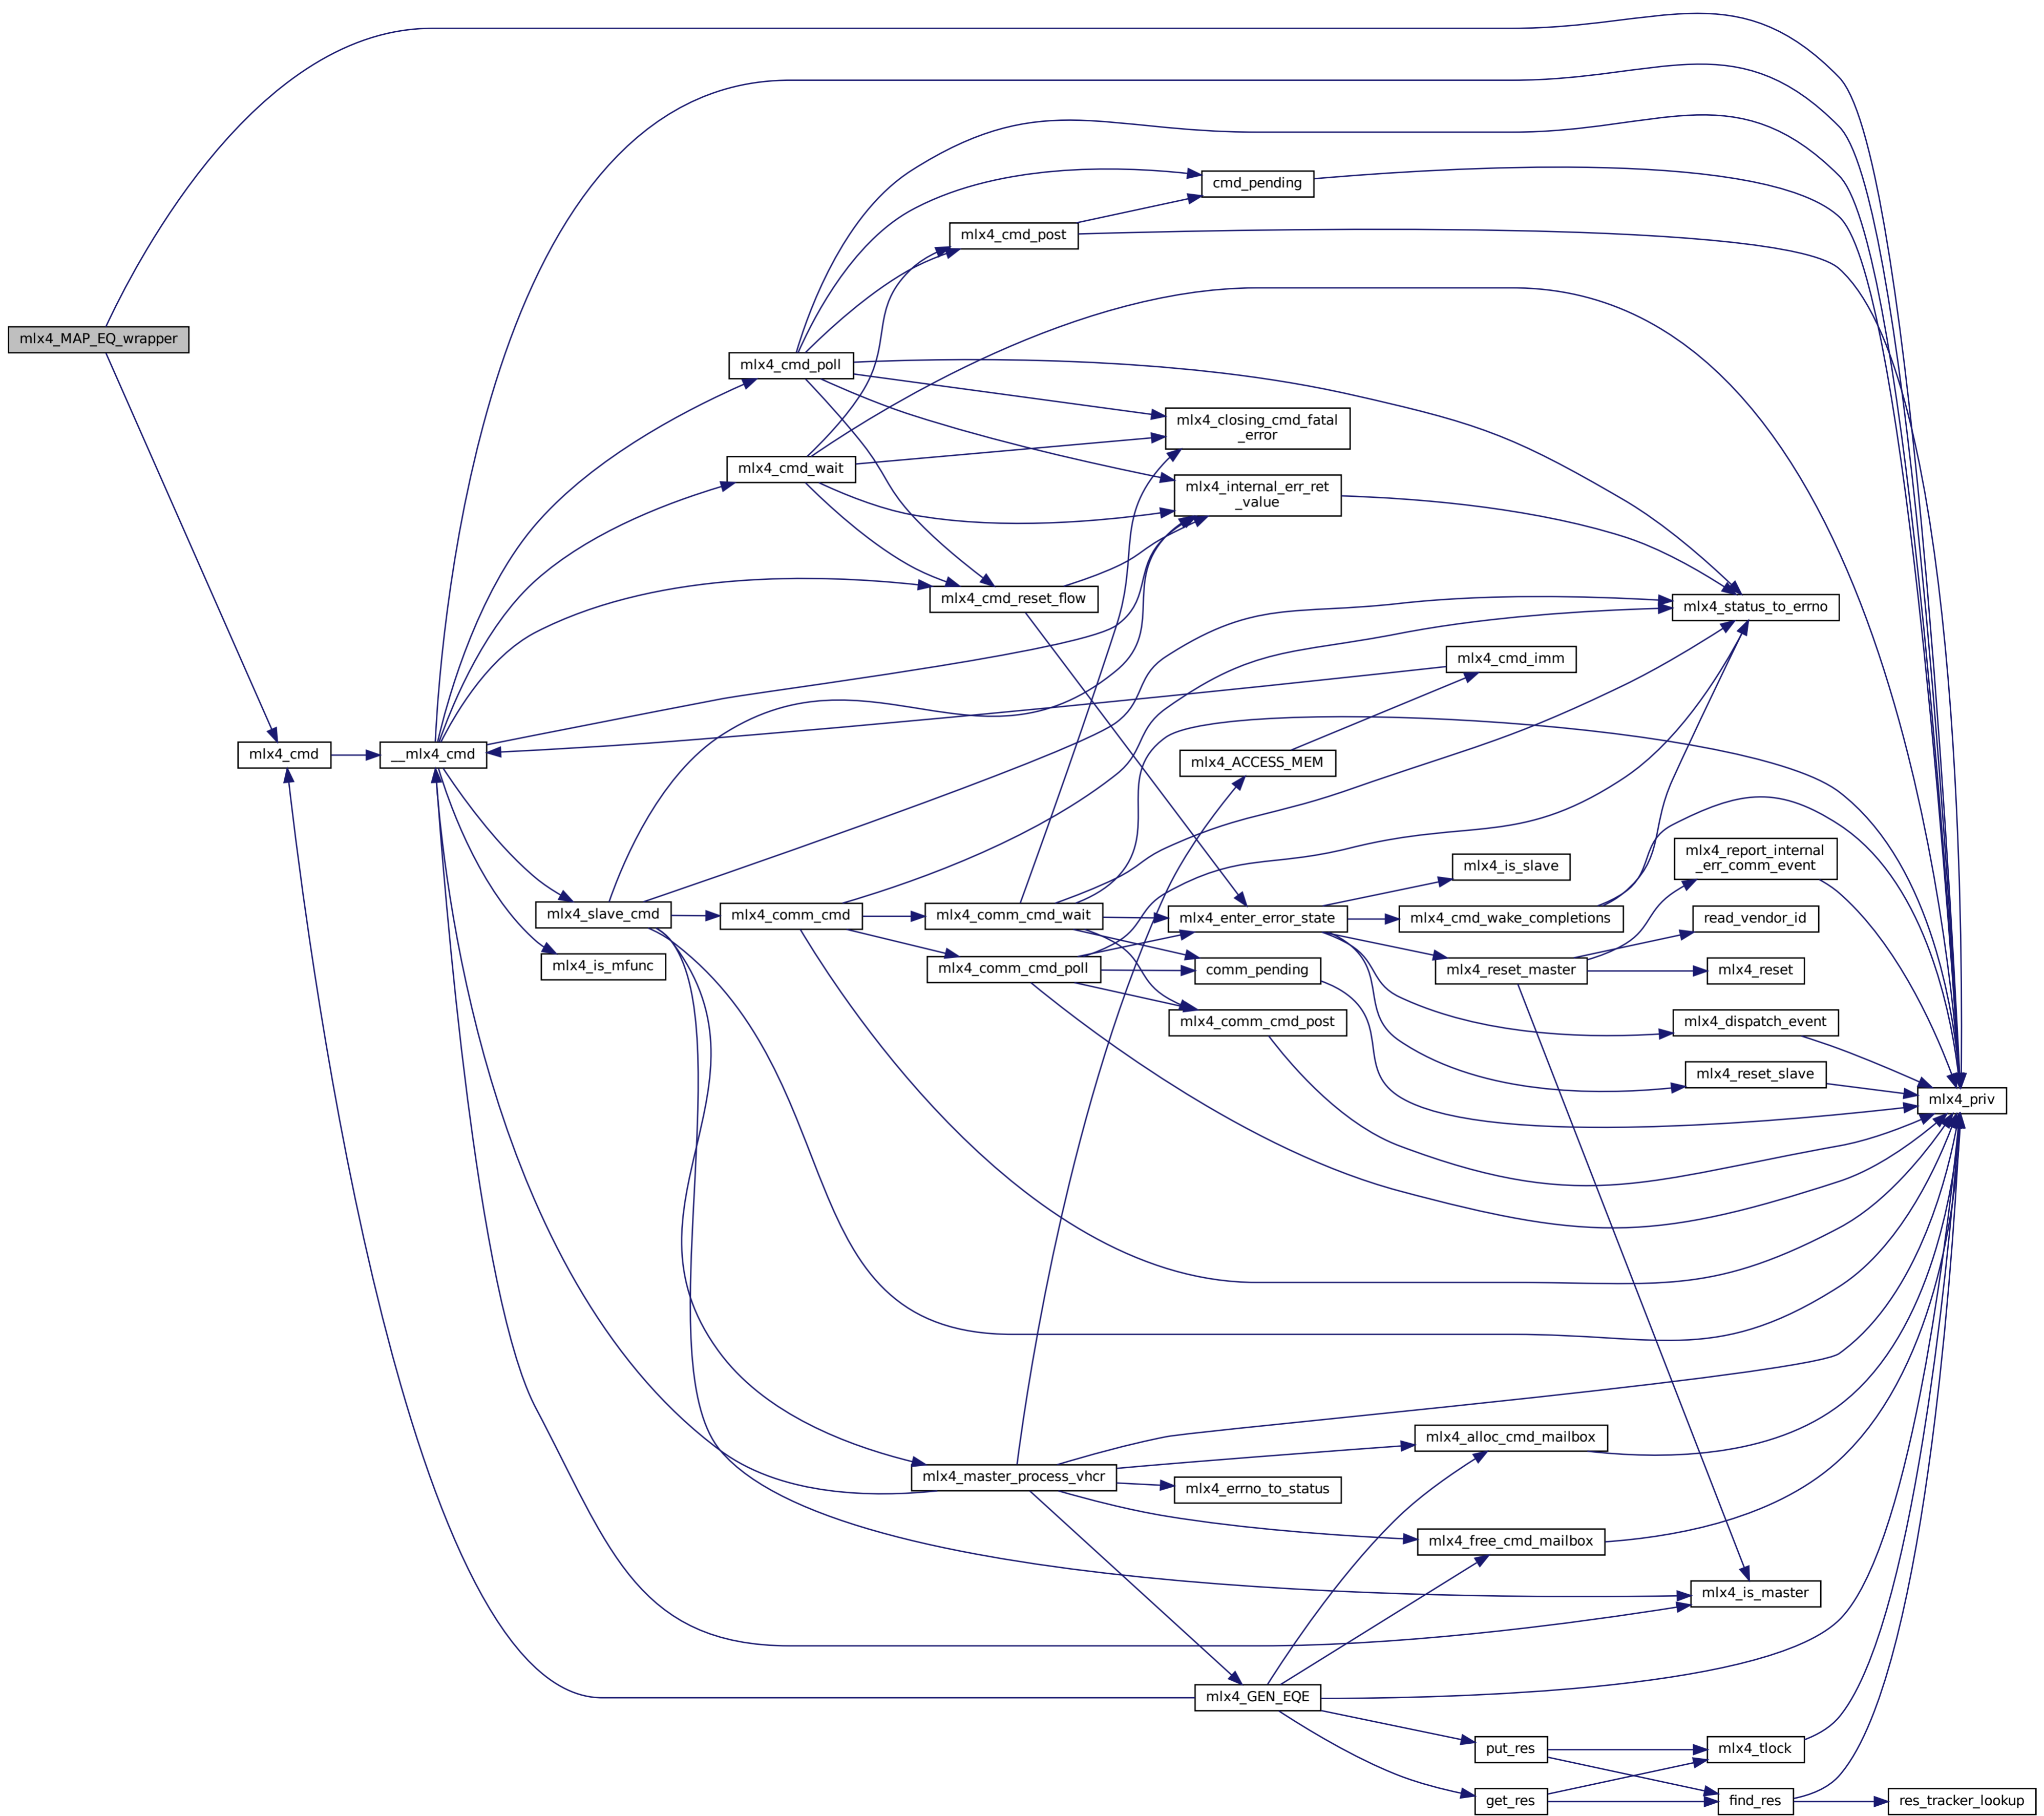 mlx4_MAP_EQ_wrapper
mlx4_cmd
__mlx4_cmd
mlx4_cmd_poll
mlx4_cmd_wait
mlx4_slave_cmd
mlx4_is_mfunc
mlx4_comm_cmd
cmd_pending
mlx4_cmd_post
mlx4_closing_cmd_fatal
_error
mlx4_internal_err_ret
_value
mlx4_cmd_reset_flow
mlx4_status_to_errno
mlx4_cmd_imm
mlx4_ACCESS_MEM
mlx4_comm_cmd_wait
mlx4_comm_cmd_poll
mlx4_enter_error_state
comm_pending
mlx4_comm_cmd_post
mlx4_is_slave
mlx4_cmd_wake_completions
mlx4_reset_master
mlx4_report_internal
_err_comm_event
read_vendor_id
mlx4_reset
mlx4_dispatch_event
mlx4_reset_slave
mlx4_priv
mlx4_master_process_vhcr
mlx4_alloc_cmd_mailbox
mlx4_errno_to_status
mlx4_free_cmd_mailbox
mlx4_is_master
mlx4_GEN_EQE
put_res
get_res
mlx4_tlock
find_res
res_tracker_lookup